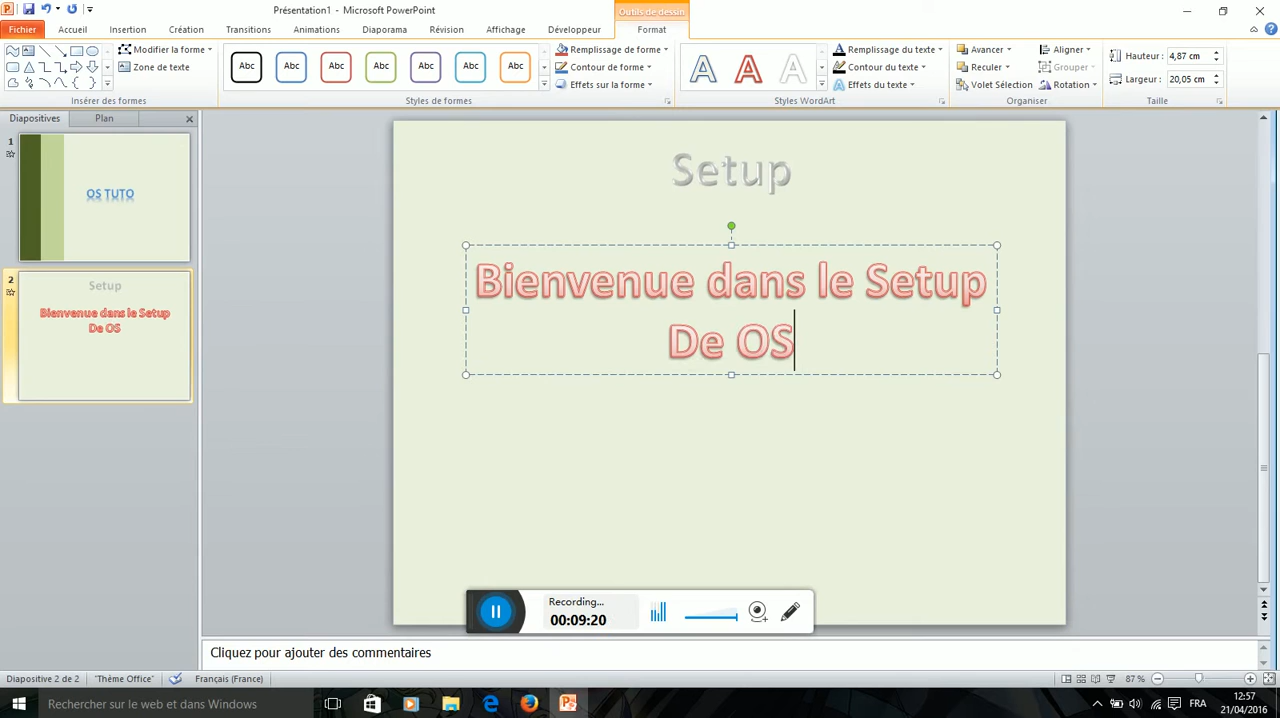 Présentation1 - Microsoft PowerPoint
Outils de dessin
Fichier Accueil Insertion Création Transitions Animations Diaporama Révision Affichage Développeur Format
Modifier la forme
Zone de texte
Insérer des formes
Abc Abc Abc Abc Abc Abc Abc
Styles de formes
Remplissage de forme
Contour de forme
Effets sur la forme
A A A
Styles WordArt
Remplissage du texte
Contour du texte
Effets du texte
Avancer
Reculer
Volet Sélection
Aligner
Grouper
Rotation
Organiser
Hauteur : 4,87 cm
Largeur : 20,05 cm
Taille
Diapositives Plan
1
OS TUTO
2
Setup
Bienvenue dans le Setup
De OS
Setup
Bienvenue dans le Setup
De OS
Recording...
00:09:20
Cliquez pour ajouter des commentaires
Diapositive 2 de 2 "Thème Office" Français (France) 87 %
Rechercher sur le web et dans Windows
FRA
12:57
21/04/2016